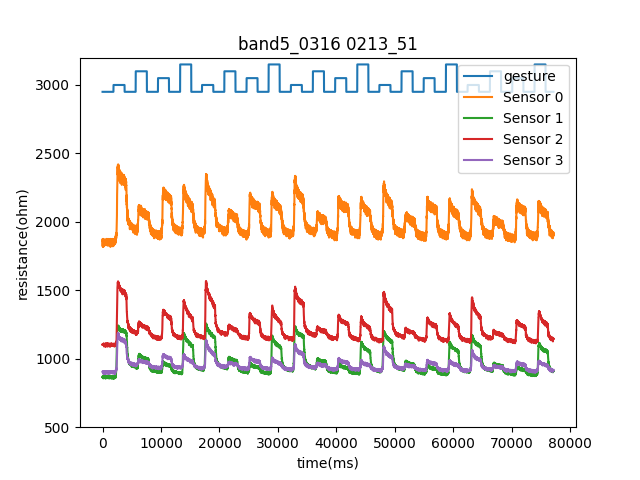 band5_0316 0213_51
gesture
Sensor 0
Sensor 1
Sensor 2
Sensor 3
3000
2500
2000
1500
1000
500
resistance(ohm)
0 10000 20000 30000 40000 50000 60000 70000 80000
time(ms)